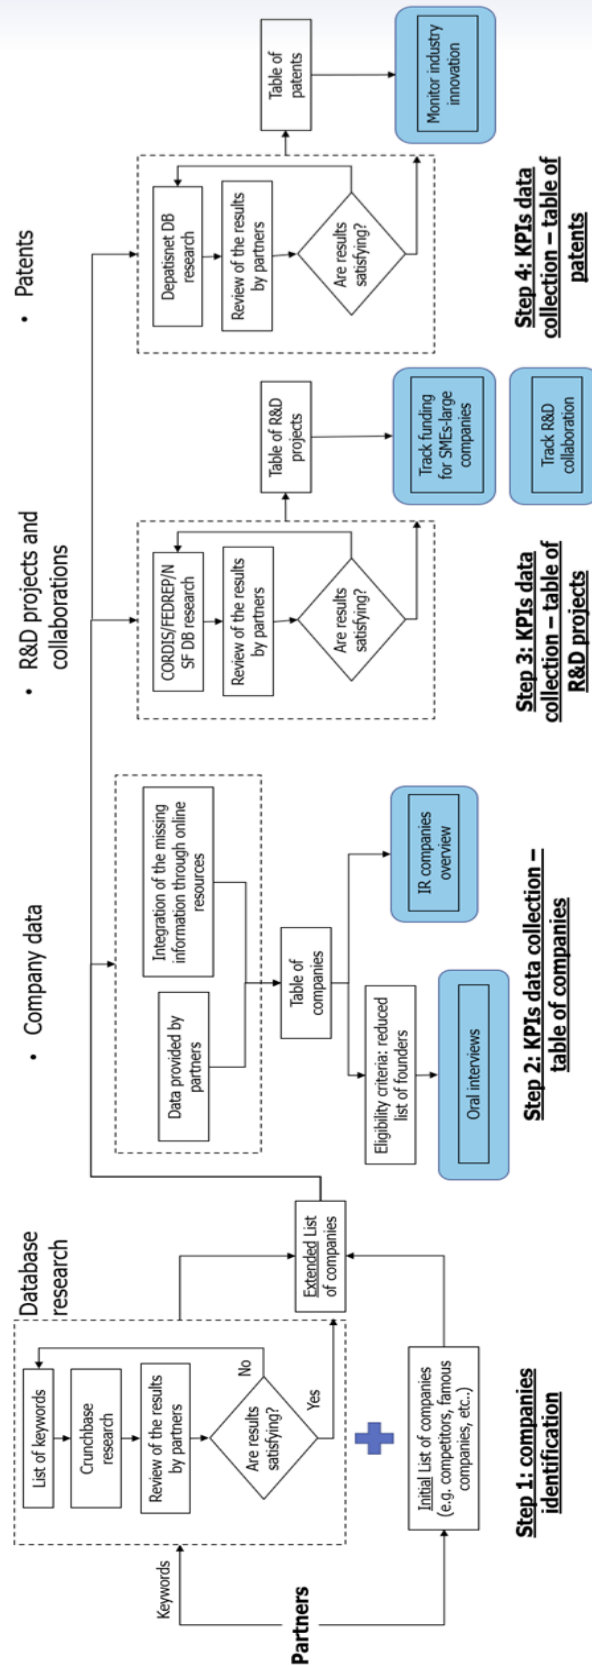 Partners
Keywords
Database
research
List of keywords
Crunchbase
research
Review of the results
by partners
Are results
satisfying?
No
Yes
Initial List of companies
(e.g. competitors, famous
companies, etc..)
Extended List
of companies
Step 1: companies
identification
• Company data
Data provided by
partners
Integration of the missing
information through online
resources
Table of
companies
Eligibility criteria: reduced
list of founders
Oral interviews
IR companies
overview
Step 2: KPIs data collection –
table of companies
• R&D projects and
collaborations
CORDIS/FEDREP/N
SF DB research
Review of the results
by partners
Are results
satisfying?
Table of R&D
projects
Track funding
for SMEs-large
companies
Track R&D
collaboration
Step 3: KPIs data
collection – table of
R&D projects
• Patents
Depatisnet DB
research
Review of the results
by partners
Are results
satisfying?
Table of
patents
Monitor industry
innovation
Step 4: KPIs data
collection – table of
patents